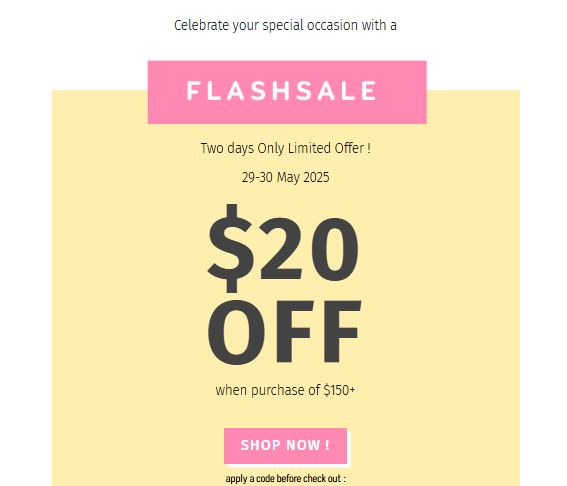 Celebrate your special occasion with a
FLASHSALE
Two days Only Limited Offer !
29-30 May 2025
$20
OFF
when purchase of $150+
SHOP NOW !
apply a code before check out :